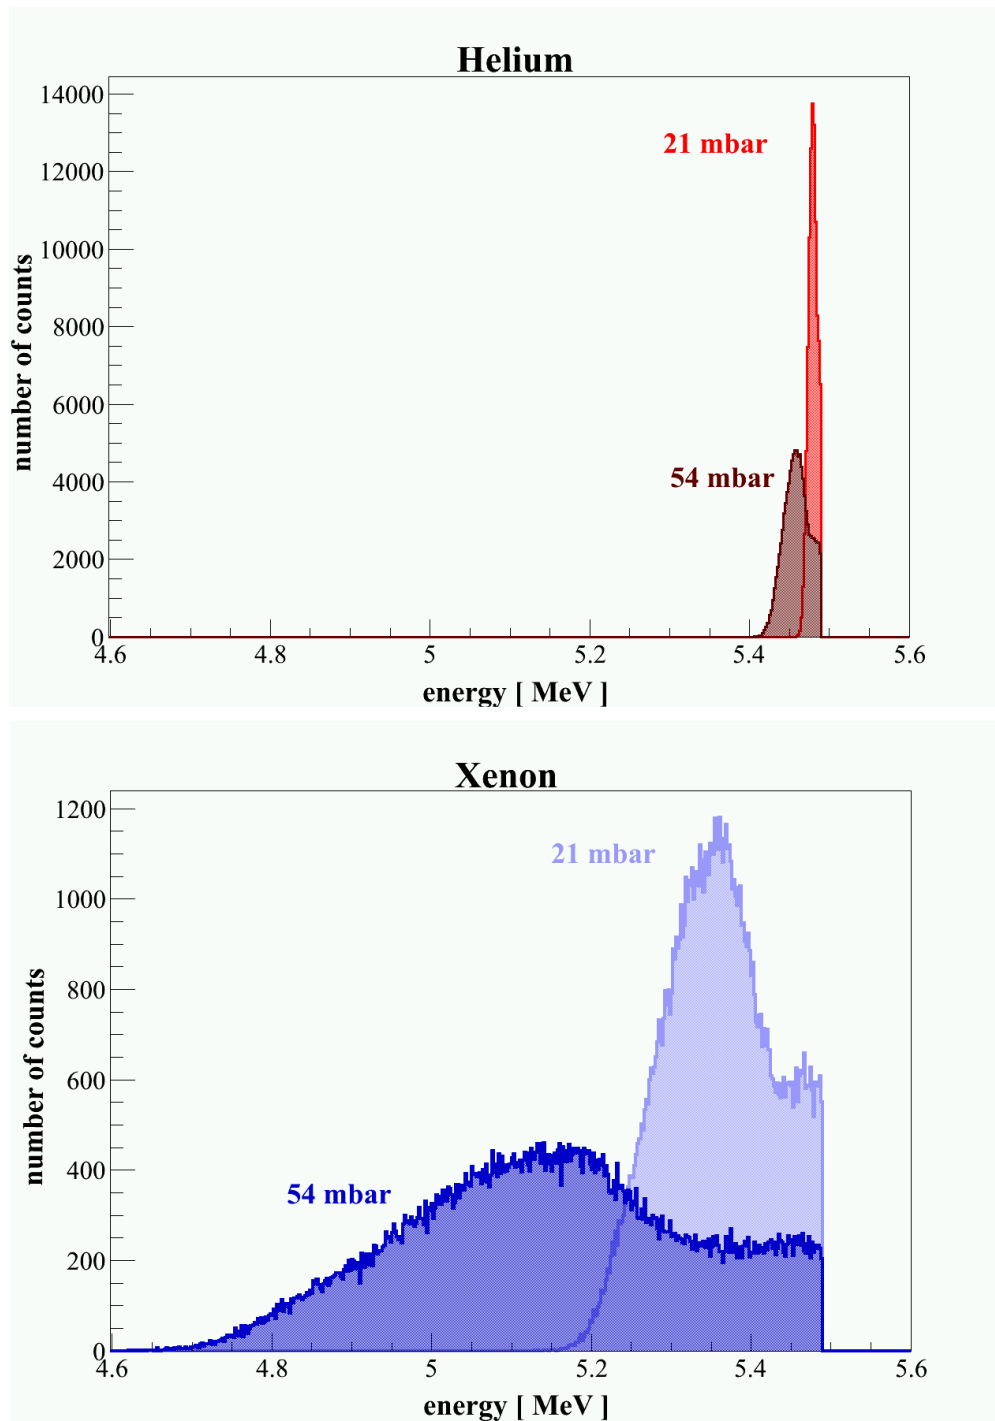 Helium
14000
12000
10000
8000
6000
4000
2000
0
number of counts
21 mbar
54 mbar
4.6 4.8 5 5.2 5.4 5.6
energy [ MeV ]
Xenon
1200
1000
800
600
400
200
0
number of counts
21 mbar
54 mbar
4.6 4.8 5 5.2 5.4 5.6
energy [ MeV ]